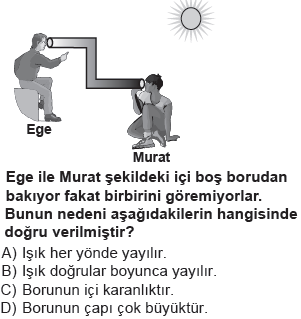 Ege
Murat
Ege ile Murat şekildeki içi boş borudan
bakıyor fakat birbirini göremiyorlar.
Bunun nedeni aşağıdakilerin hangisinde
doğru verilmiştir?
A) Işık her yönde yayılır.
B) Işık doğrular boyunca yayılır.
C) Borunun içi karanlıktır.
D) Borunun çapı çok büyüktür.